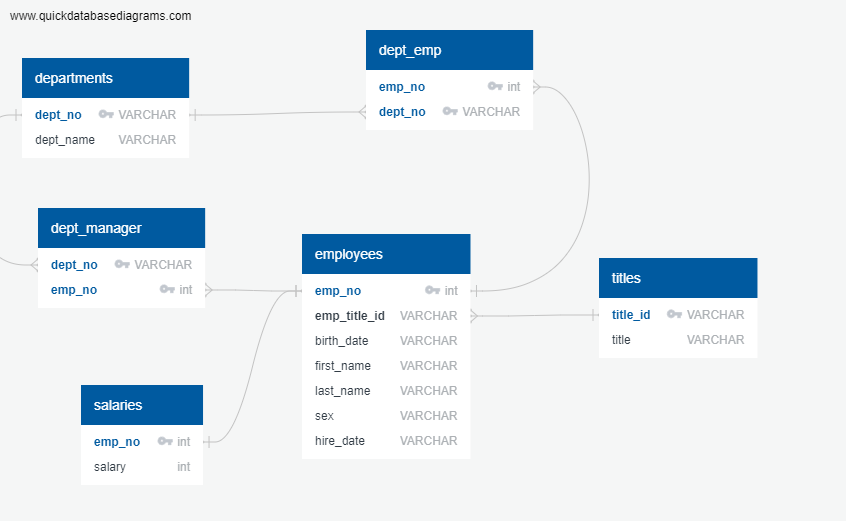 www.quickdatabasediagrams.com
dept_emp
emp_no int
dept_no VARCHAR
departments
dept_no VARCHAR
dept_name VARCHAR
dept_manager
dept_no VARCHAR
emp_no int
employees
emp_no int
emp_title_id VARCHAR
birth_date VARCHAR
first_name VARCHAR
last_name VARCHAR
sex VARCHAR
hire_date VARCHAR
titles
title_id VARCHAR
title VARCHAR
salaries
emp_no int
salary int